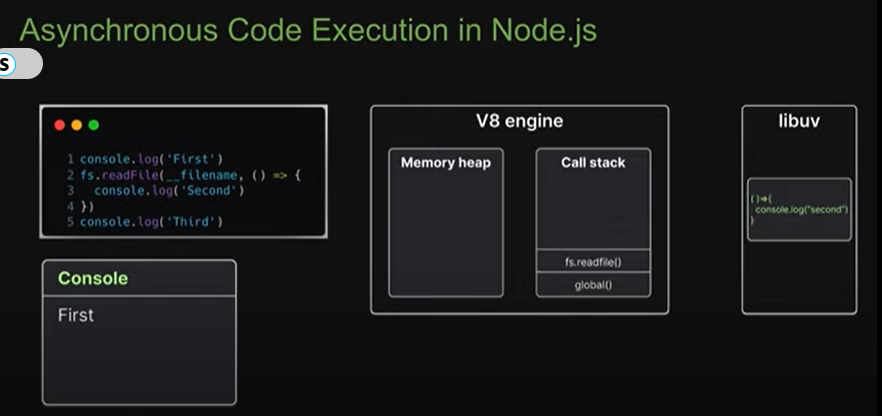 Asynchronous Code Execution in Node.js
S
1 console.log('First')
2 fs.readFile(__filename, () => {
3 console.log('Second')
4 })
5 console.log('Third')
Console
First
V8 engine
Memory heap
Call stack
fs.readfile()
global()
libuv
()=>{
console.log("second")
}